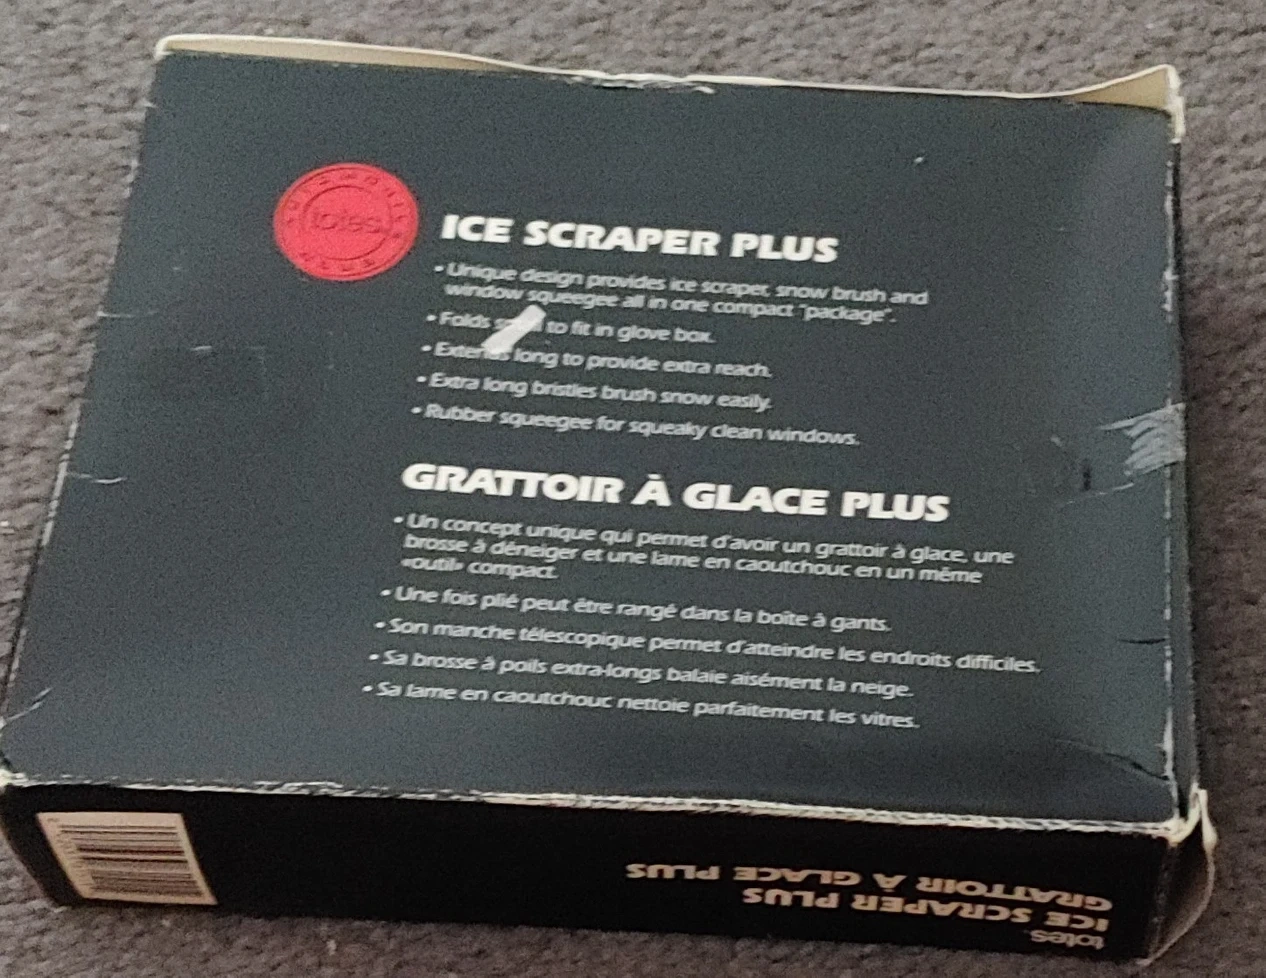 totes
ICE SCRAPER PLUS
• Unique design provides ice scraper, snow brush and
window squeegee all in one compact "package".
• Folds to fit in glove box.
• Extends long to provide extra reach.
• Extra long bristles brush snow easily.
• Rubber squeegee for squeaky clean windows.
GRATTOIR À GLACE PLUS
• Un concept unique qui permet d'avoir un grattoir à glace, une
brosse à déneiger et une lame en caoutchouc en un même
«outil» compact.
• Une fois plié peut être rangé dans la boîte à gants.
• Son manche télescopique permet d'atteindre les endroits difficiles.
• Sa brosse à poils extra-longs balaie aisément la neige.
• Sa lame en caoutchouc nettoie parfaitement les vitres.
totes
ICE SCRAPER PLUS
GRATTOIR À GLACE PLUS